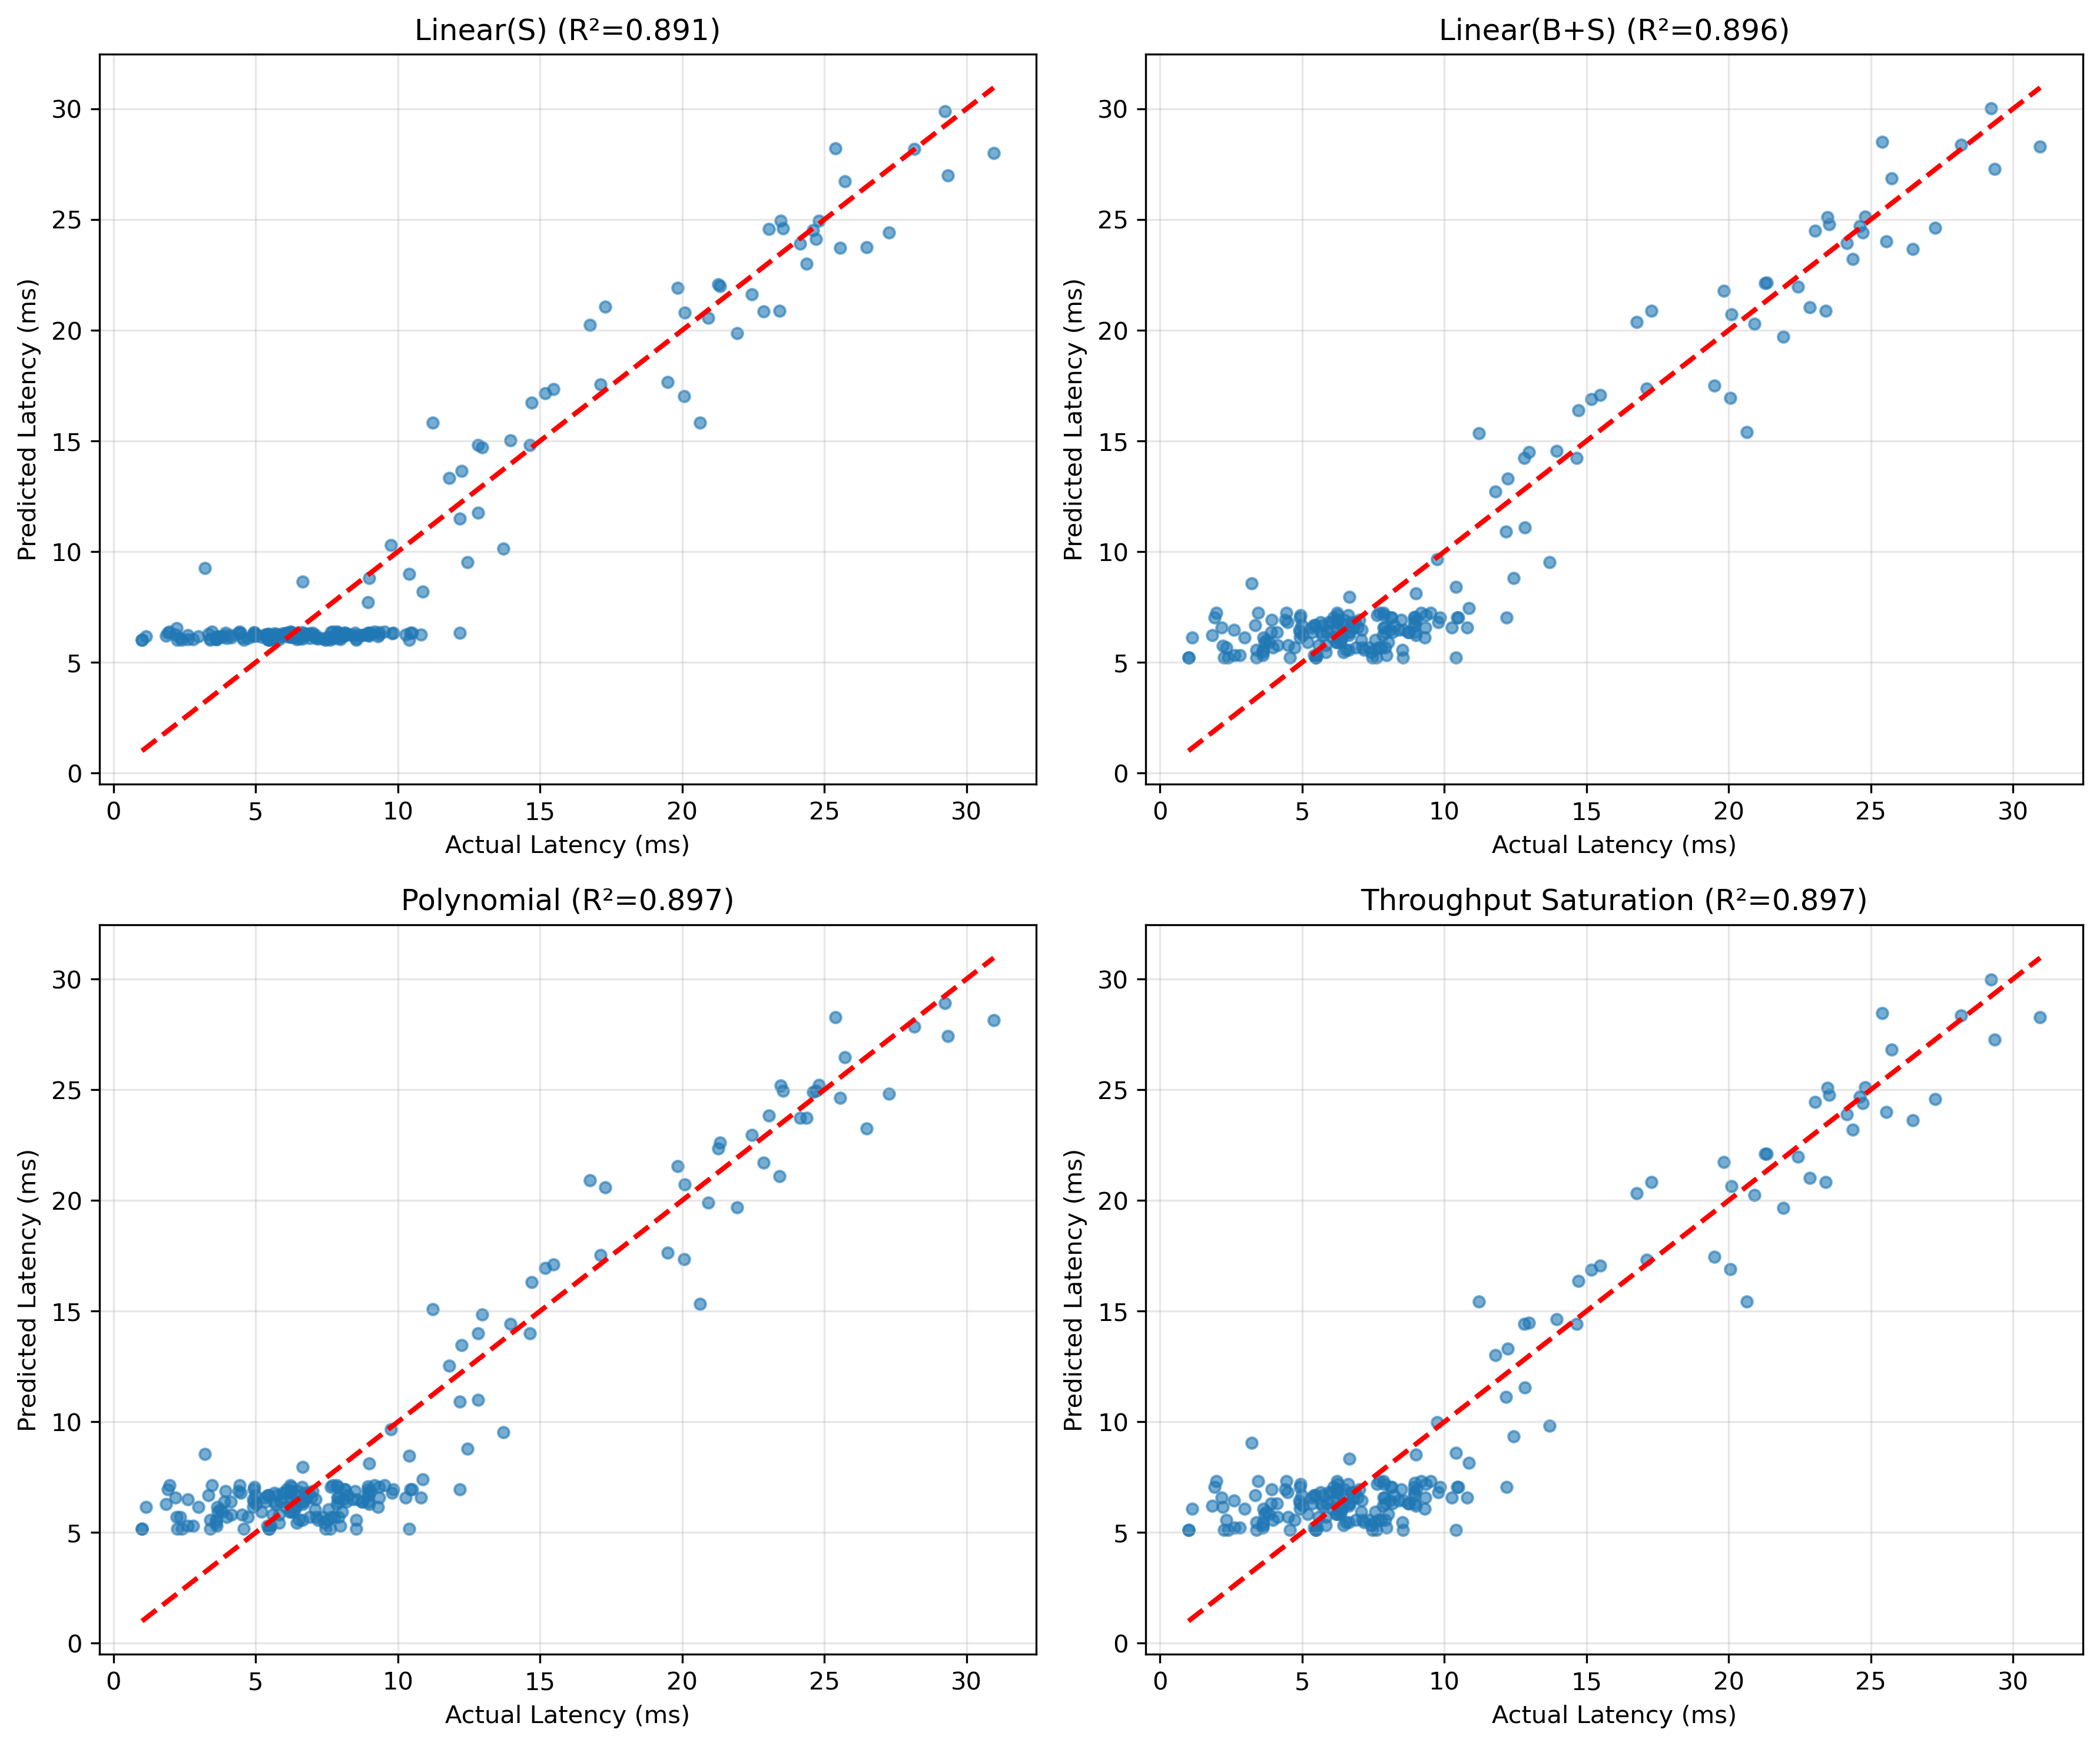 Linear(S) (R²=0.891)
30
25
20
15
10
5
0
Predicted Latency (ms)
0 5 10 15 20 25 30
Actual Latency (ms)
Linear(B+S) (R²=0.896)
30
25
20
15
10
5
0
Predicted Latency (ms)
0 5 10 15 20 25 30
Actual Latency (ms)
Polynomial (R²=0.897)
30
25
20
15
10
5
0
Predicted Latency (ms)
0 5 10 15 20 25 30
Actual Latency (ms)
Throughput Saturation (R²=0.897)
30
25
20
15
10
5
0
Predicted Latency (ms)
0 5 10 15 20 25 30
Actual Latency (ms)